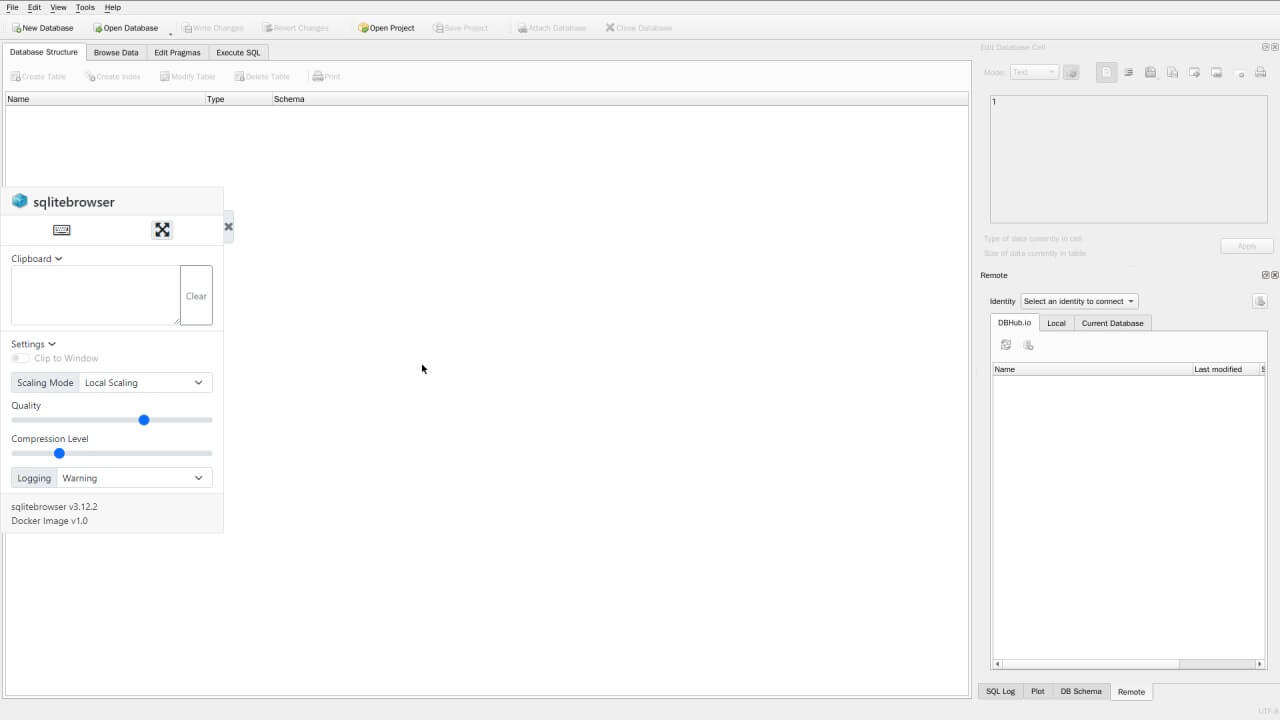 File Edit View Tools Help
New Database Open Database Write Changes Revert Changes Open Project Save Project Attach Database Close Database
Database Structure Browse Data Edit Pragmas Execute SQL
Create Table Create Index Modify Table Delete Table Print
Name Type Schema
sqlitebrowser
Clipboard
Clear
Settings
Clip to Window
Scaling Mode Local Scaling
Quality
Compression Level
Logging Warning
sqlitebrowser v3.12.2
Docker Image v1.0
Edit Database Cell
Mode: Text
1
Type of data currently in cell
Size of data currently in table
Apply
Remote
Identity Select an identity to connect
DBHub.io Local Current Database
Name Last modified S
SQL Log Plot DB Schema Remote
UTF-8